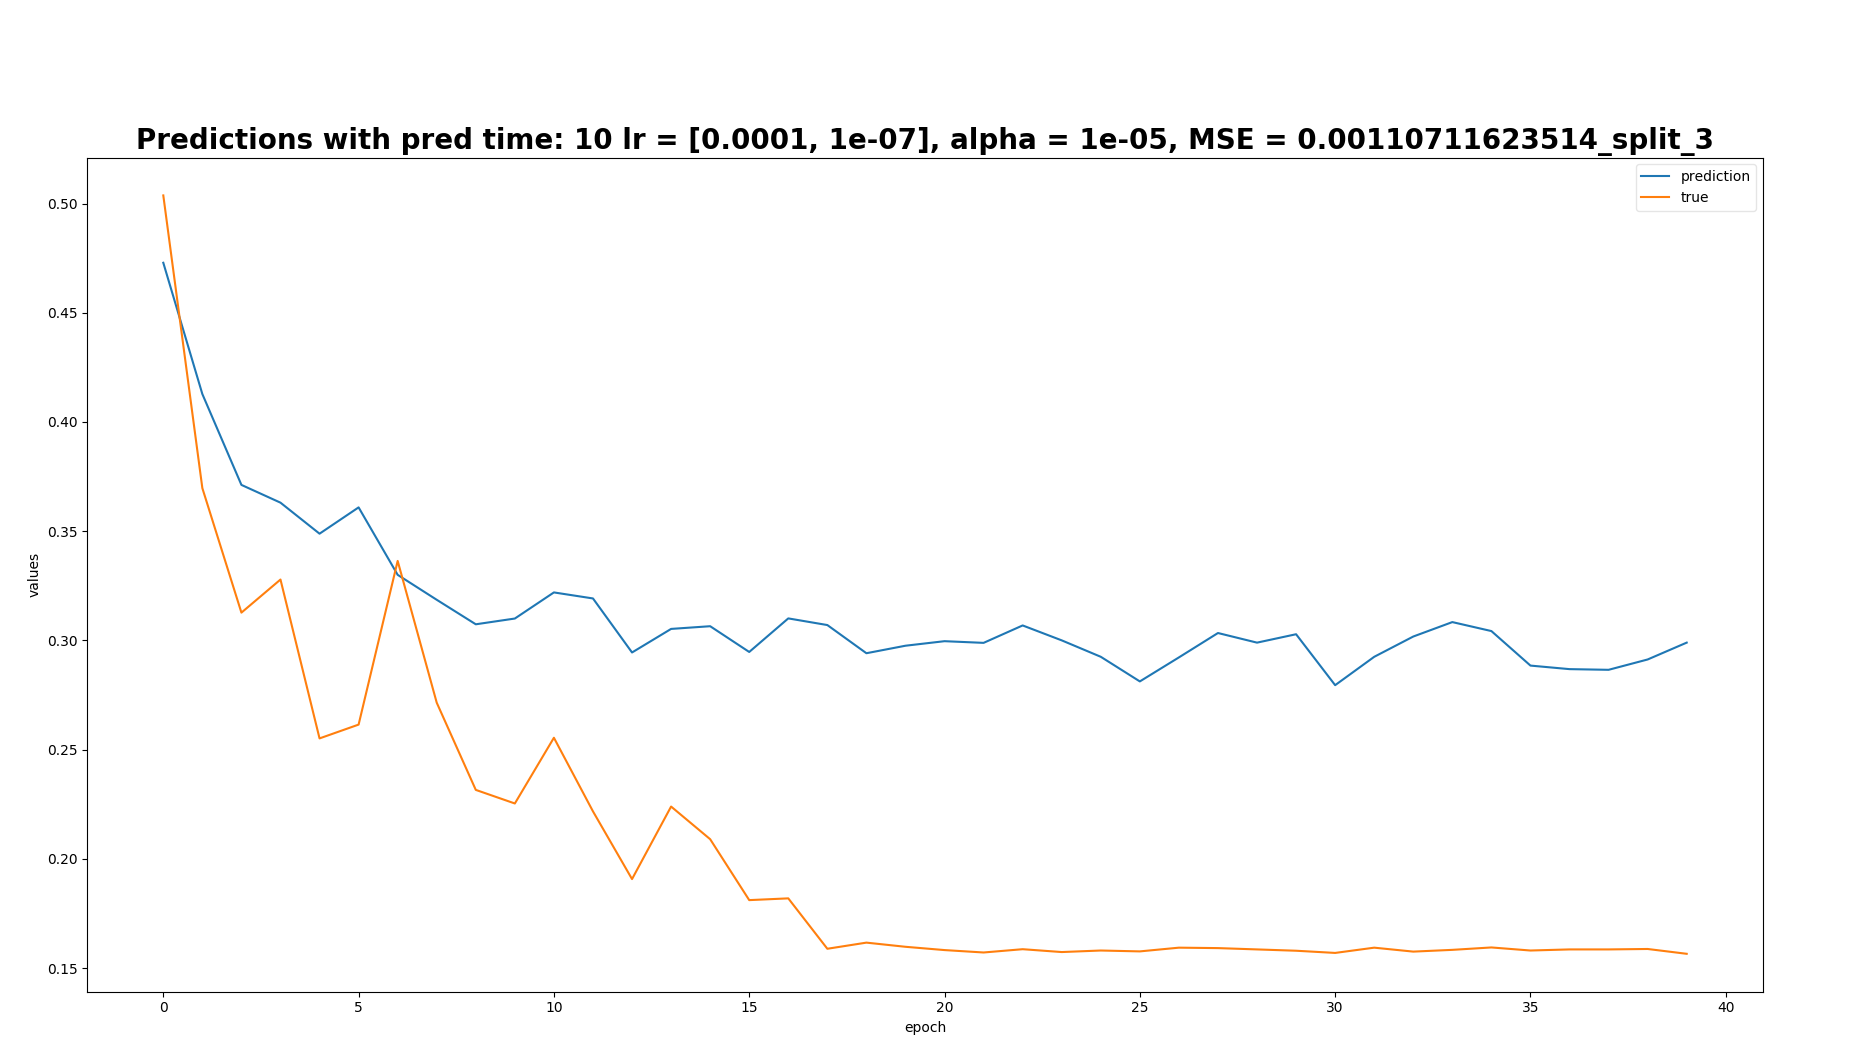 Predictions with pred time: 10 lr = [0.0001, 1e-07], alpha = 1e-05, MSE = 0.00110711623514_split_3
prediction
true
0.50
0.45
0.40
0.35
0.30
0.25
0.20
0.15
values
0 5 10 15 20 25 30 35 40
epoch